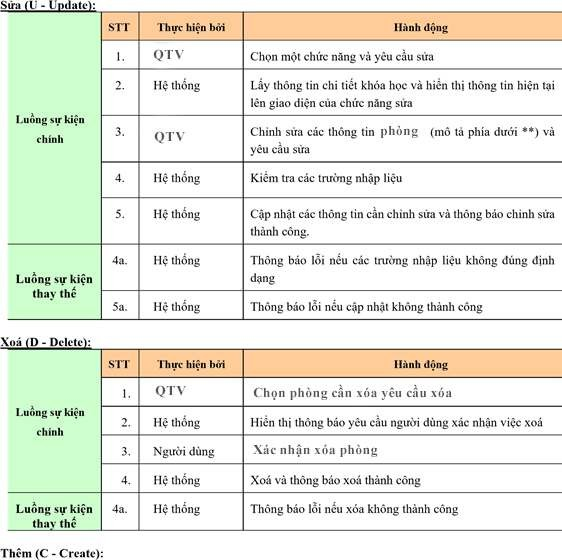 Sửa (U - Update):
STT Thực hiện bởi Hành động
1. QTV Chọn một chức năng và yêu cầu sửa
2. Hệ thống Lấy thông tin chi tiết khóa học và hiển thị thông tin hiện tại
lên giao diện của chức năng sửa
Luồng sự kiện
chính
3. QTV Chỉnh sửa các thông tin phòng (mô tả phía dưới **) và
yêu cầu sửa
4. Hệ thống Kiểm tra các trường nhập liệu
5. Hệ thống Cập nhật các thông tin cần chỉnh sửa và thông báo chỉnh sửa
thành công.
Luồng sự kiện
thay thế
4a. Hệ thống Thông báo lỗi nếu các trường nhập liệu không đúng định
dạng
5a. Hệ thống Thông báo lỗi nếu cập nhật không thành công
Xoá (D - Delete):
STT Thực hiện bởi Hành động
Luồng sự kiện
chính
1. QTV Chọn phòng cần xóa yêu cầu xóa
2. Hệ thống Hiển thị thông báo yêu cầu người dùng xác nhận việc xoá
3. Người dùng Xác nhận xóa phòng
4. Hệ thống Xoá và thông báo xoá thành công
Luồng sự kiện
thay thế
4a. Hệ thống Thông báo lỗi nếu xóa không thành công
Thêm (C - Create):